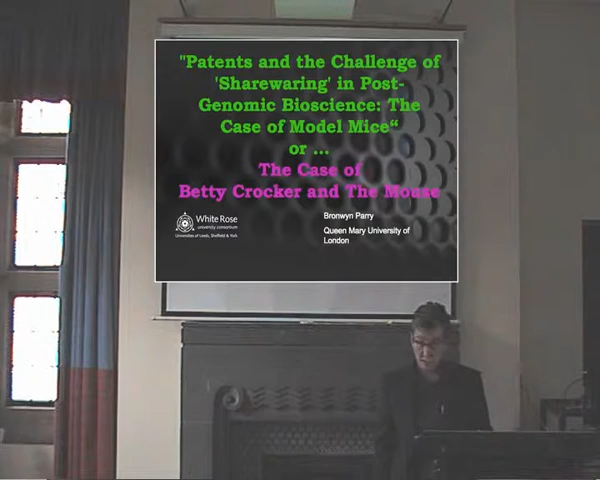 "Patents and the Challenge of
'Sharewaring' in Post-
Genomic Bioscience: The
Case of Model Mice“
or ...
The Case of
Betty Crocker and The Mouse
White Rose
university consortium
Universities of Leeds, Sheffield & York
Bronwyn Parry
Queen Mary University of
London